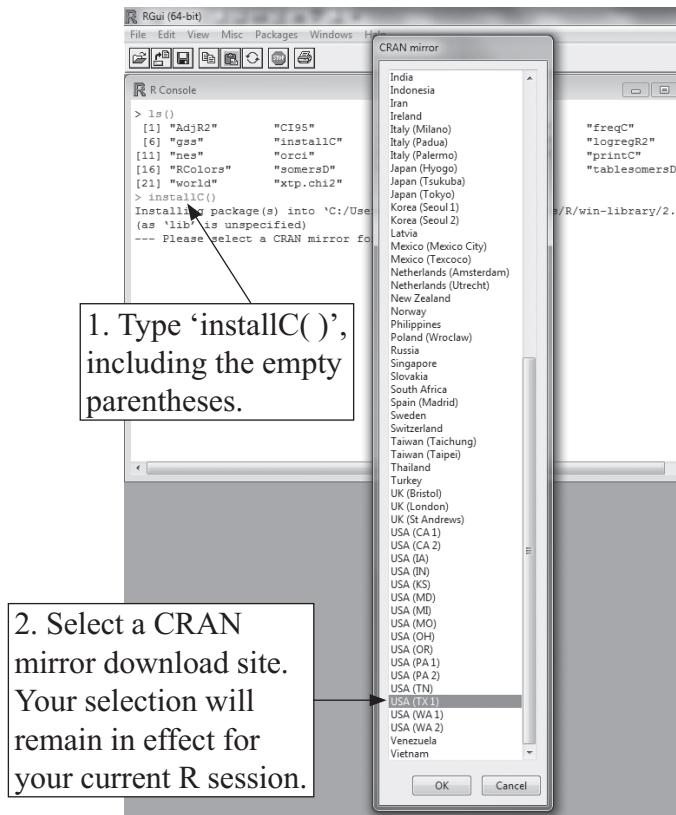 RGui (64-bit)
File Edit View Misc Packages Windows
R Console
> ls()
[1] "AdjR2" "CI95" "freqC"
[6] "gss" "installC" "logregR2"
[11] "nes" "orci" "printC"
[16] "RColors" "somersD" "tablesomersD
[21] "world" "xtp.chi2"
> installC()
Installing package(s) into ‘C:/Use s/R/win-library/2.
(as ‘lib’ is unspecified)
--- Please select a CRAN mirror fo
CRAN mirror
India
Indonesia
Iran
Ireland
Italy (Milano)
Italy (Padua)
Italy (Palermo)
Japan (Hyogo)
Japan (Tsukuba)
Japan (Tokyo)
Korea (Seoul 1)
Korea (Seoul 2)
Latvia
Mexico (Mexico City)
Mexico (Texcoco)
Netherlands (Amsterdam)
Netherlands (Utrecht)
New Zealand
Norway
Philippines
Poland (Wroclaw)
Russia
Singapore
Slovakia
South Africa
Spain (Madrid)
Sweden
Switzerland
Taiwan (Taichung)
Taiwan (Taipei)
Thailand
Turkey
UK (Bristol)
UK (London)
UK (St Andrews)
USA (CA 1)
USA (CA 2)
USA (IA)
USA (IN)
USA (KS)
USA (MD)
USA (MI)
USA (MO)
USA (OH)
USA (OR)
USA (PA 1)
USA (PA 2)
USA (TN)
USA (TX 1)
USA (WA 1)
USA (WA 2)
Venezuela
Vietnam
OK Cancel
1. Type ‘installC( )’,
including the empty
parentheses.
2. Select a CRAN
mirror download site.
Your selection will
remain in effect for
your current R session.